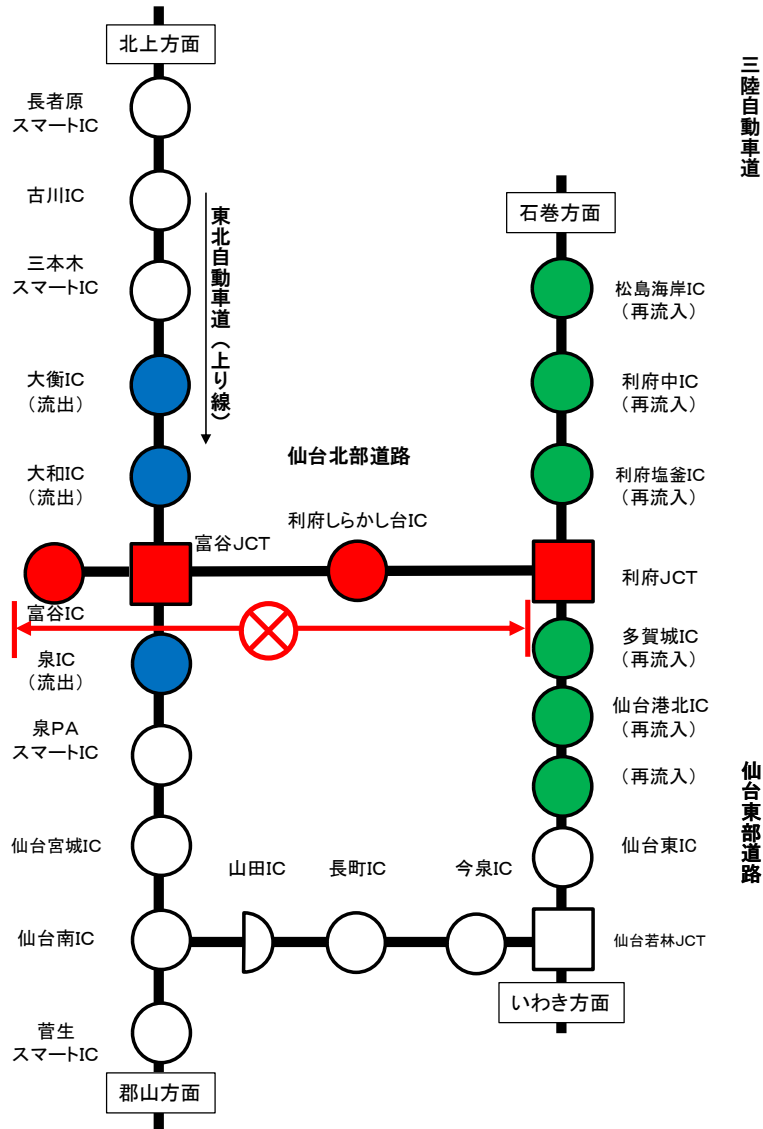 北上方面
長者原
スマートIC
古川IC
三本木
スマートIC
大衡IC
(流出)
大和IC
(流出)
東北自動車道(上り線)
三陸自動車道
石巻方面
松島海岸IC
(再流入)
利府中IC
(再流入)
利府塩釜IC
(再流入)
仙台北部道路
利府しらかし台IC
富谷JCT
利府JCT
富谷IC
泉IC
(流出)
多賀城IC
(再流入)
仙台港北IC
(再流入)
(再流入)
泉PA
スマートIC
仙台宮城IC
仙台東IC
仙台東部道路
山田IC
長町IC
今泉IC
仙台南IC
仙台若林JCT
いわき方面
菅生
スマートIC
郡山方面